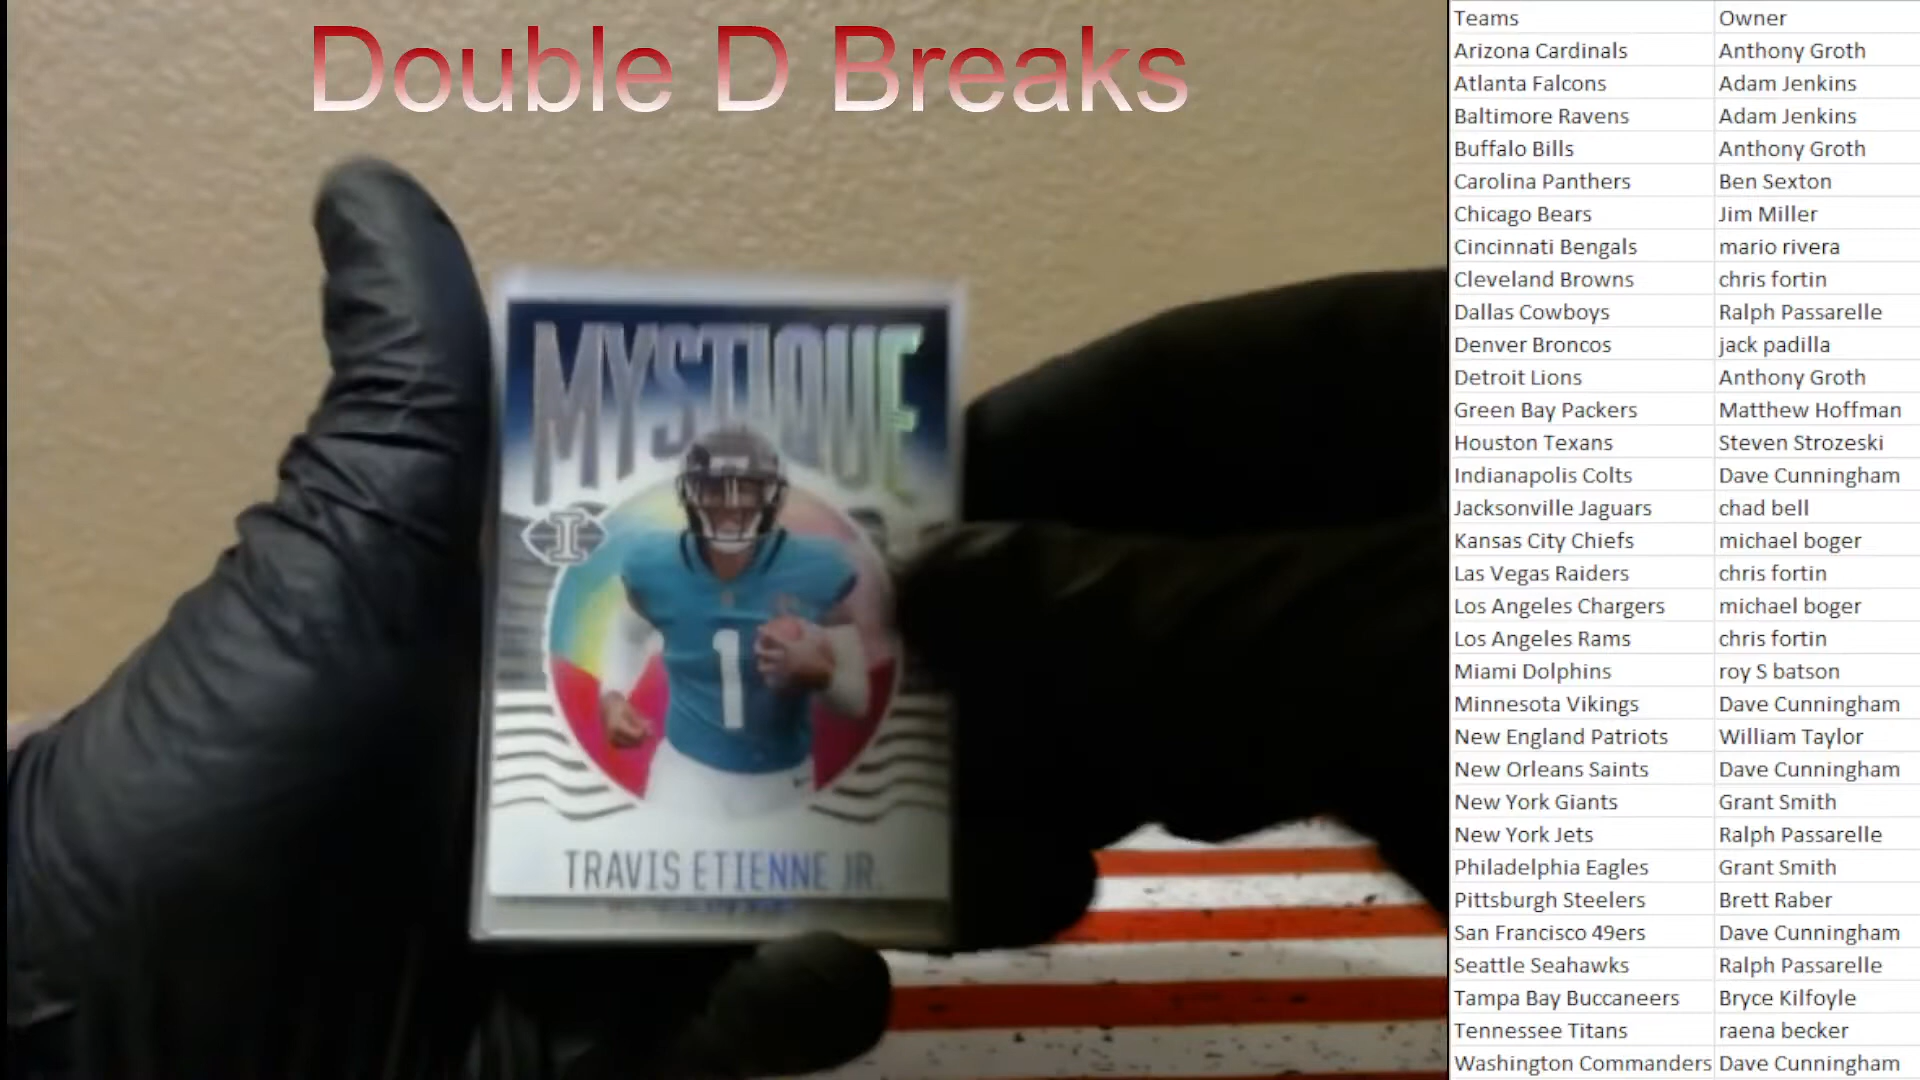 Double D Breaks
MYSTIQUE
I
1
TRAVIS ETIENNE JR.
Teams Owner
Arizona Cardinals Anthony Groth
Atlanta Falcons Adam Jenkins
Baltimore Ravens Adam Jenkins
Buffalo Bills Anthony Groth
Carolina Panthers Ben Sexton
Chicago Bears Jim Miller
Cincinnati Bengals mario rivera
Cleveland Browns chris fortin
Dallas Cowboys Ralph Passarelle
Denver Broncos jack padilla
Detroit Lions Anthony Groth
Green Bay Packers Matthew Hoffman
Houston Texans Steven Strozeski
Indianapolis Colts Dave Cunningham
Jacksonville Jaguars chad bell
Kansas City Chiefs michael boger
Las Vegas Raiders chris fortin
Los Angeles Chargers michael boger
Los Angeles Rams chris fortin
Miami Dolphins roy S batson
Minnesota Vikings Dave Cunningham
New England Patriots William Taylor
New Orleans Saints Dave Cunningham
New York Giants Grant Smith
New York Jets Ralph Passarelle
Philadelphia Eagles Grant Smith
Pittsburgh Steelers Brett Raber
San Francisco 49ers Dave Cunningham
Seattle Seahawks Ralph Passarelle
Tampa Bay Buccaneers Bryce Kilfoyle
Tennessee Titans raena becker
Washington Commanders Dave Cunningham